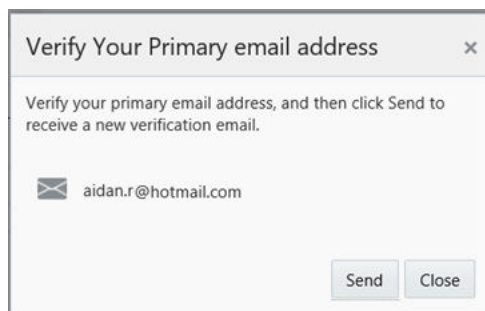 Verify Your Primary email address
Verify your primary email address, and then click Send to
receive a new verification email.
aidan.r@hotmail.com
Send Close